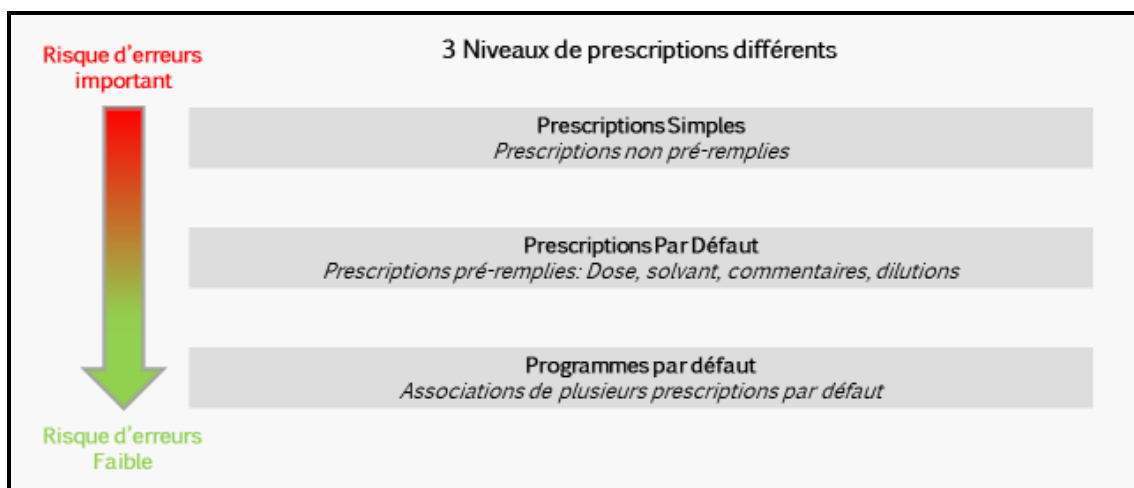 Risque d'erreurs
important
3 Niveaux de prescriptions différents
Prescriptions Simples
Prescriptions non pré-remplies
Prescriptions Par Défaut
Prescriptions pré-remplies: Dose, solvant, commentaires, dilutions
Programmes par défaut
Associations de plusieurs prescriptions par défaut
Risque d'erreurs
Faible